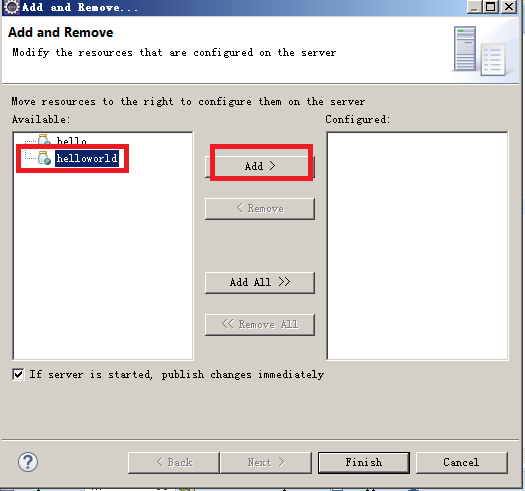 Add and Remove...
Add and Remove
Modify the resources that are configured on the server
Move resources to the right to configure them on the server
Available:
Configured:
hello
helloworld
Add >
< Remove
Add All >>
<< Remove All
If server is started, publish changes immediately
?
< Back
Next >
Finish
Cancel